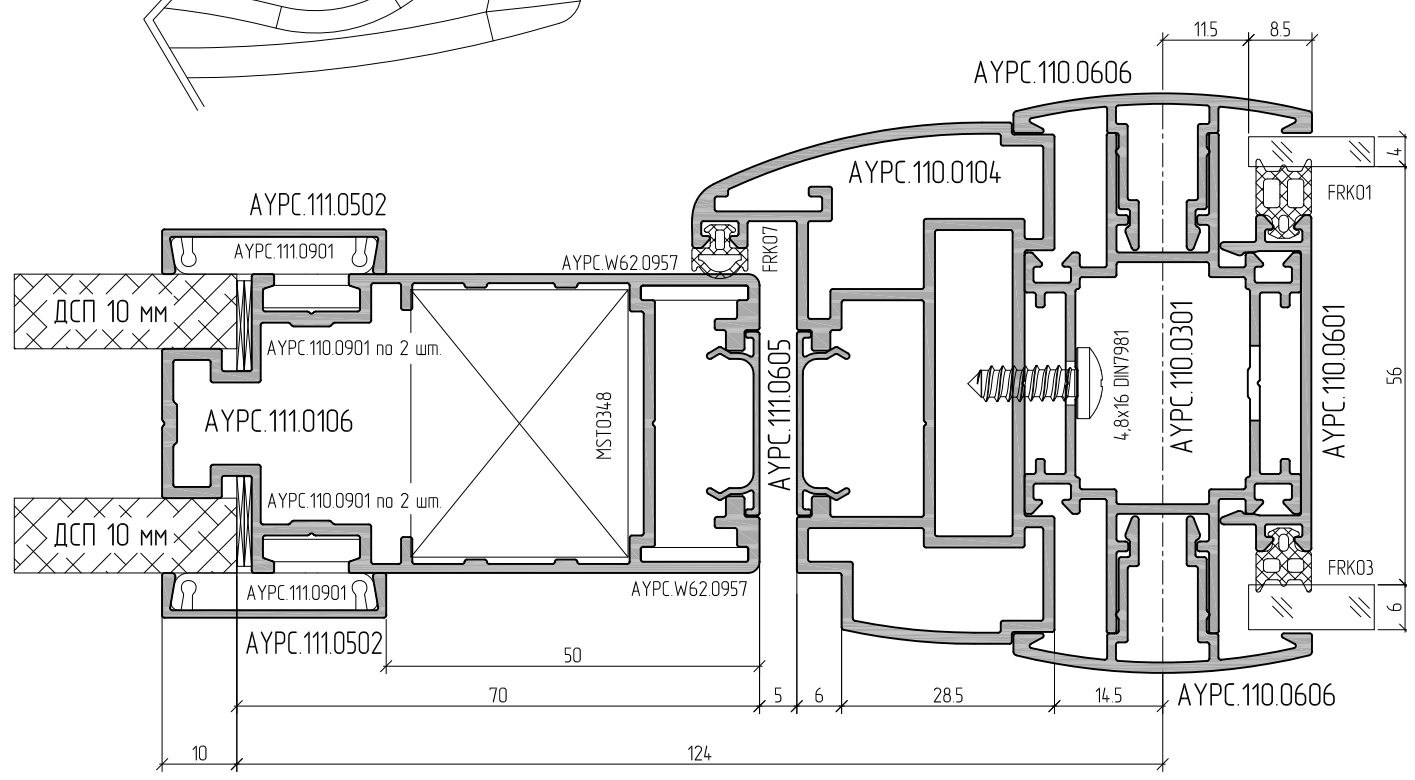 11.5
8.5
AYPC.110.0606
4
AYPC.110.0104
FRK01
AYPC.111.0502
AYPC.111.0901
AYPC.W62.0957
FRK07
ДСП 10 мм
AYPC.110.0901 по 2 шт.
AYPC.111.0106
MST0348
AYPC.111.0605
4,8x16 DIN7981
AYPC.110.0301
AYPC.110.0601
56
AYPC.110.0901 по 2 шт.
ДСП 10 мм
AYPC.111.0901
AYPC.W62.0957
FRK03
6
AYPC.111.0502
50
70
5
6
28.5
14.5
AYPC.110.0606
10
124